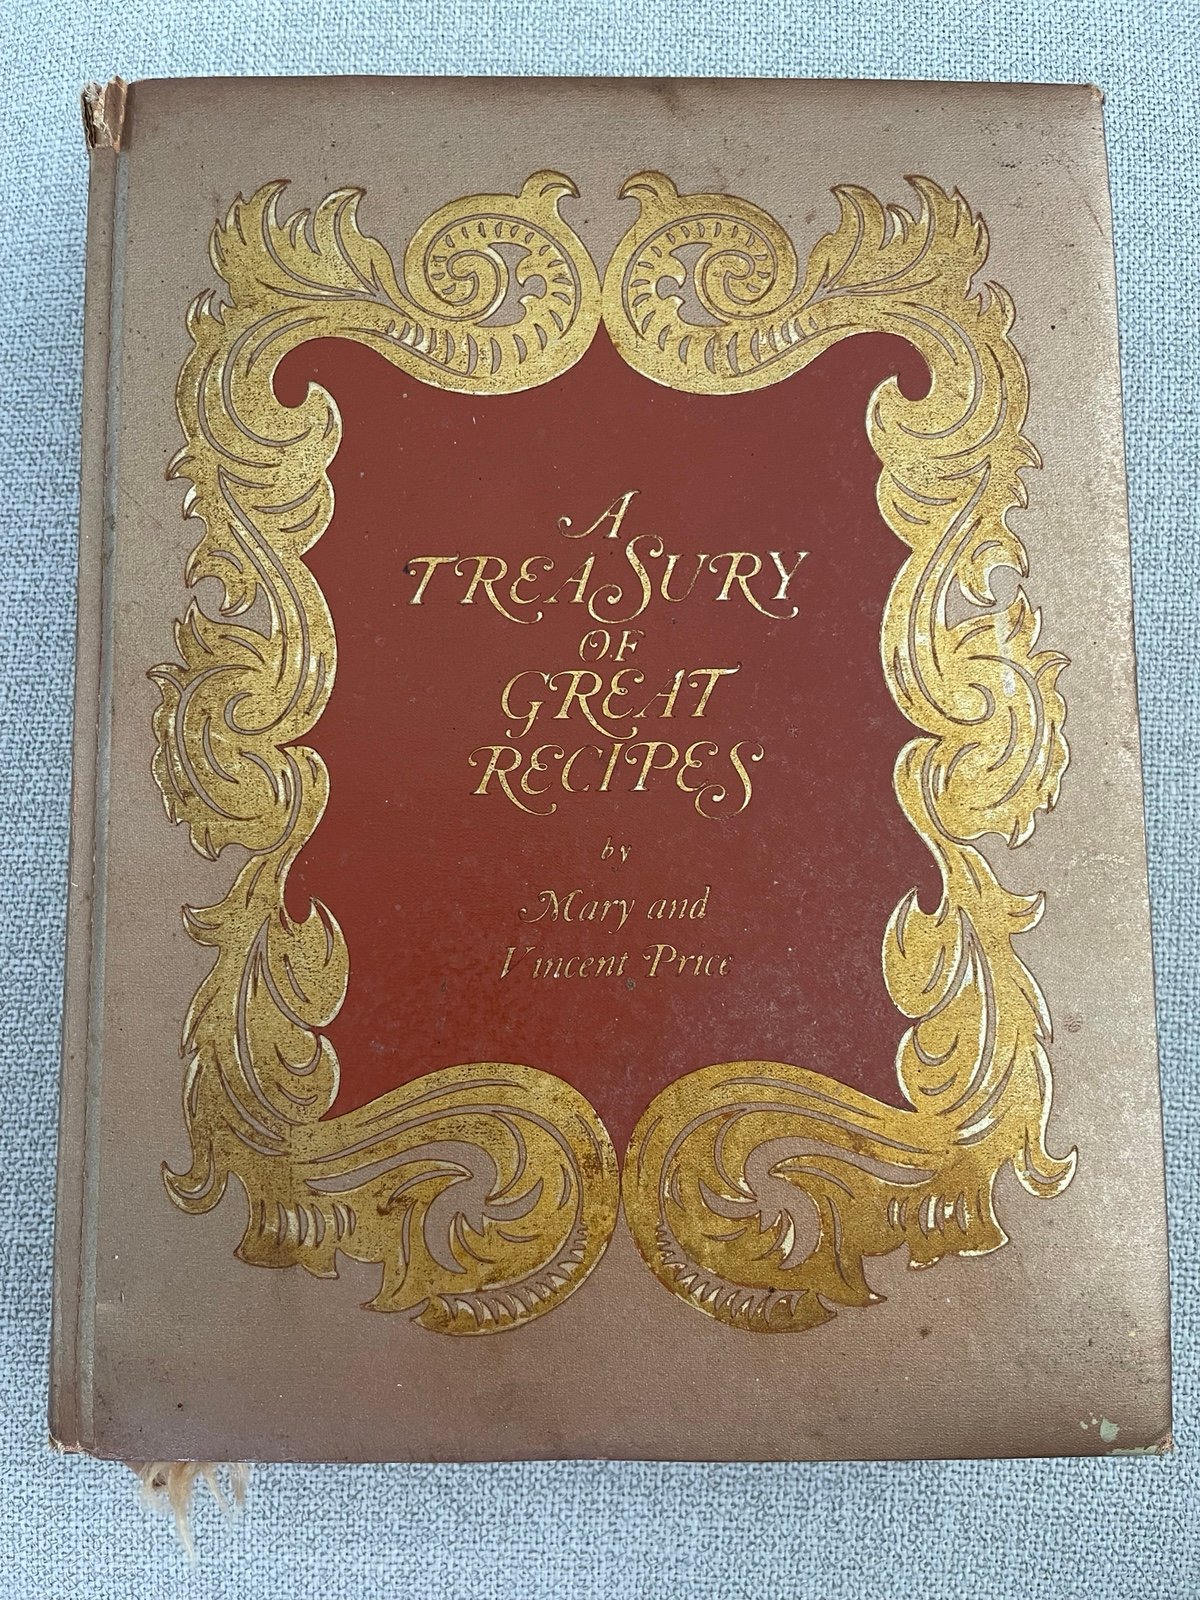 A
TREASURY
OF
GREAT
RECIPES
by
Mary and
Vincent Price